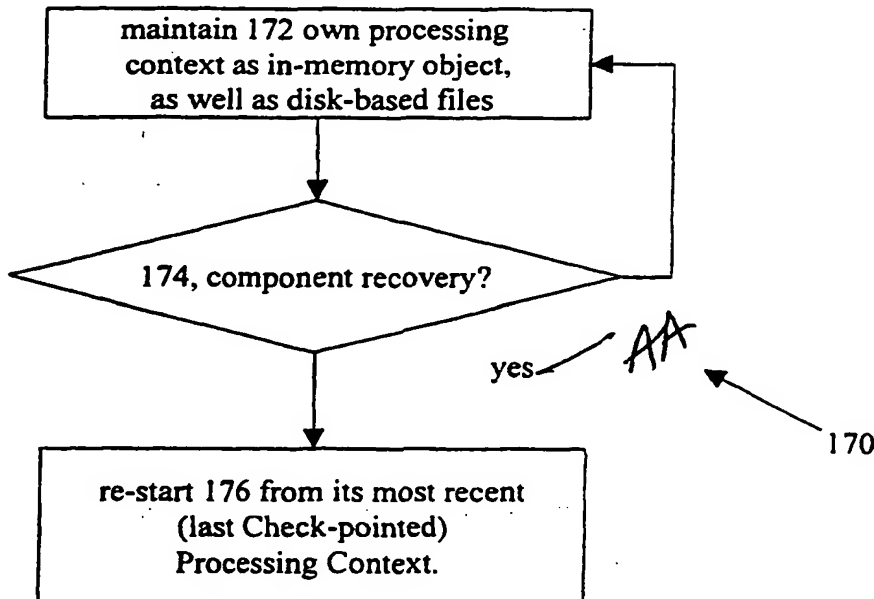 maintain 172 own processing
context as in-memory object,
as well as disk-based files
174, component recovery?
yes
AA
170
re-start 176 from its most recent
(last Check-pointed)
Processing Context.